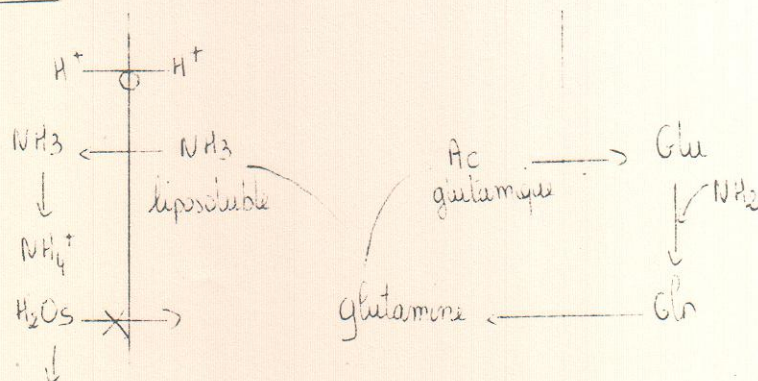 H⁺ H⁺
NH3 NH3 Ac Glu
liposoluble glutamique NH2
NH4⁺
H2Os glutamine Gln